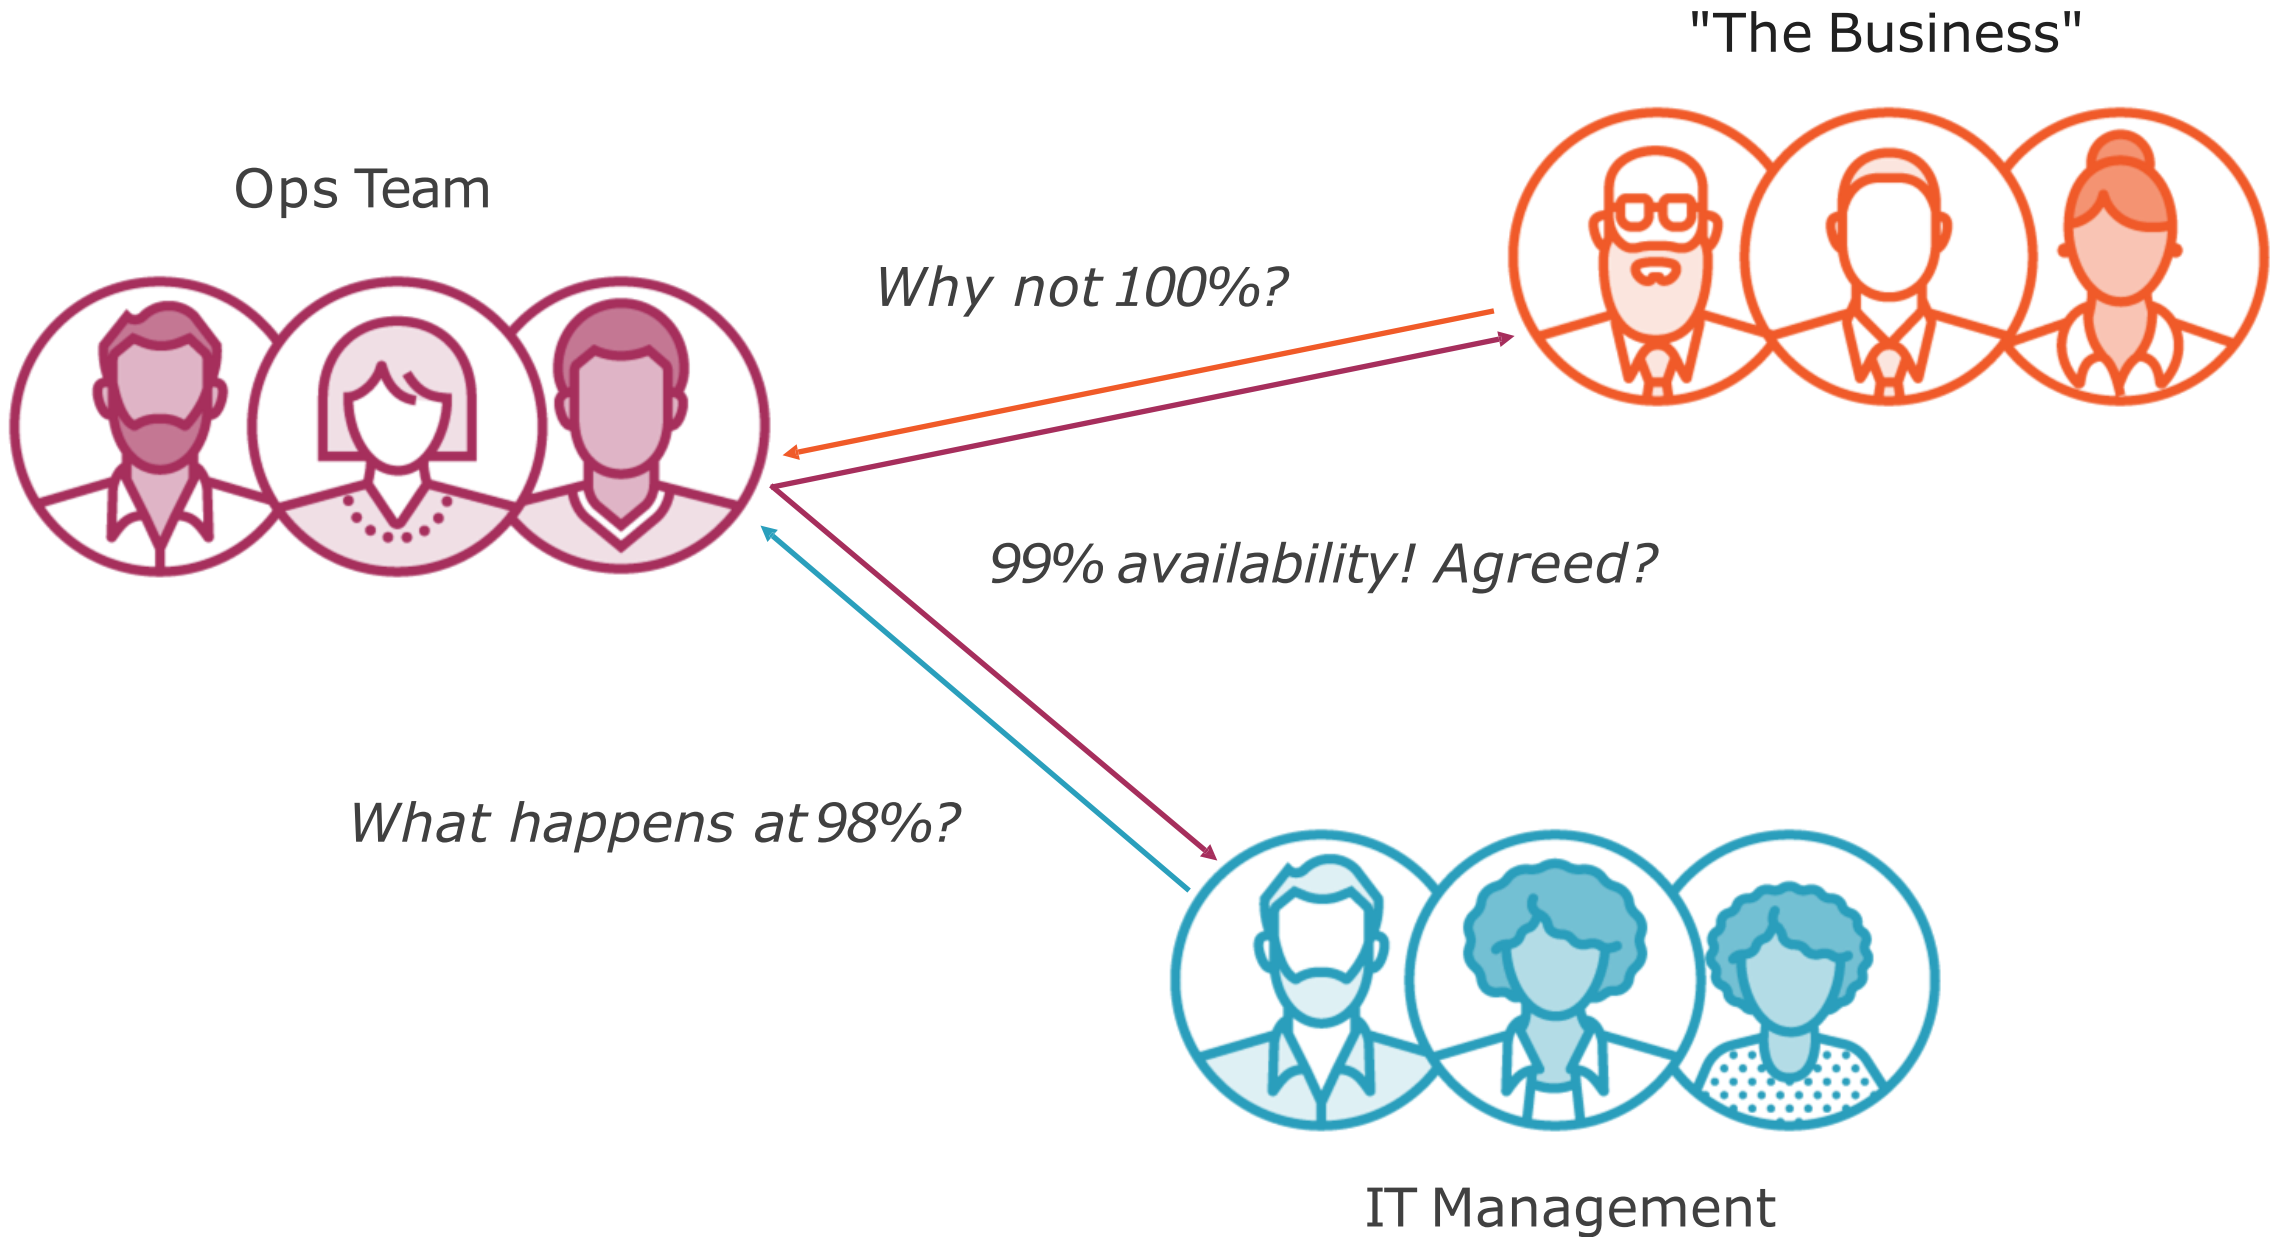 "The Business"
Ops Team
Why not 100%?
99% availability! Agreed?
What happens at 98%?
IT Management